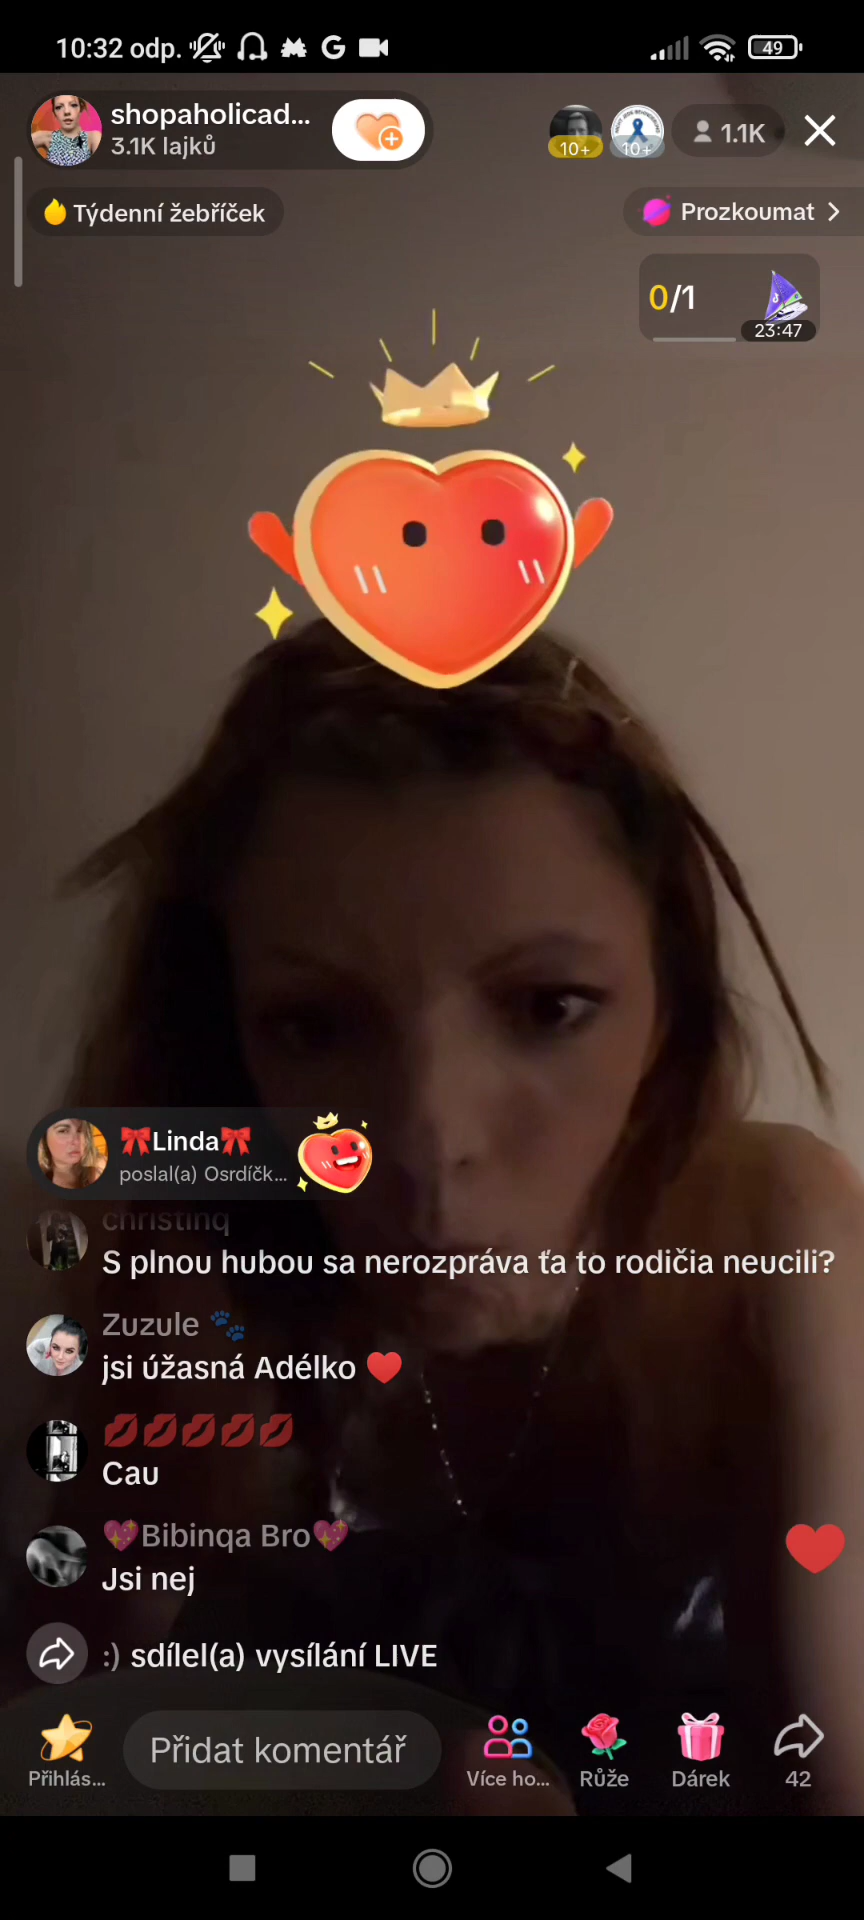 10:32 odp.
49
shopaholicad...
3.1K lajků
10+
10+
1.1K
Týdenní žebříček
Prozkoumat
0/1
23:47
🎀Linda🎀
poslal(a) Osrdíčk...
christinq
S plnou hubou sa nerozpráva ťa to rodičia neucili?
Zuzule 🐾
jsi úžasná Adélko ❤️
💋💋💋💋💋
Cau
💖Bibinqa Bro💖
Jsi nej
:) sdílel(a) vysílání LIVE
Přihlás...
Přidat komentář
Více ho...
Růže
Dárek
42